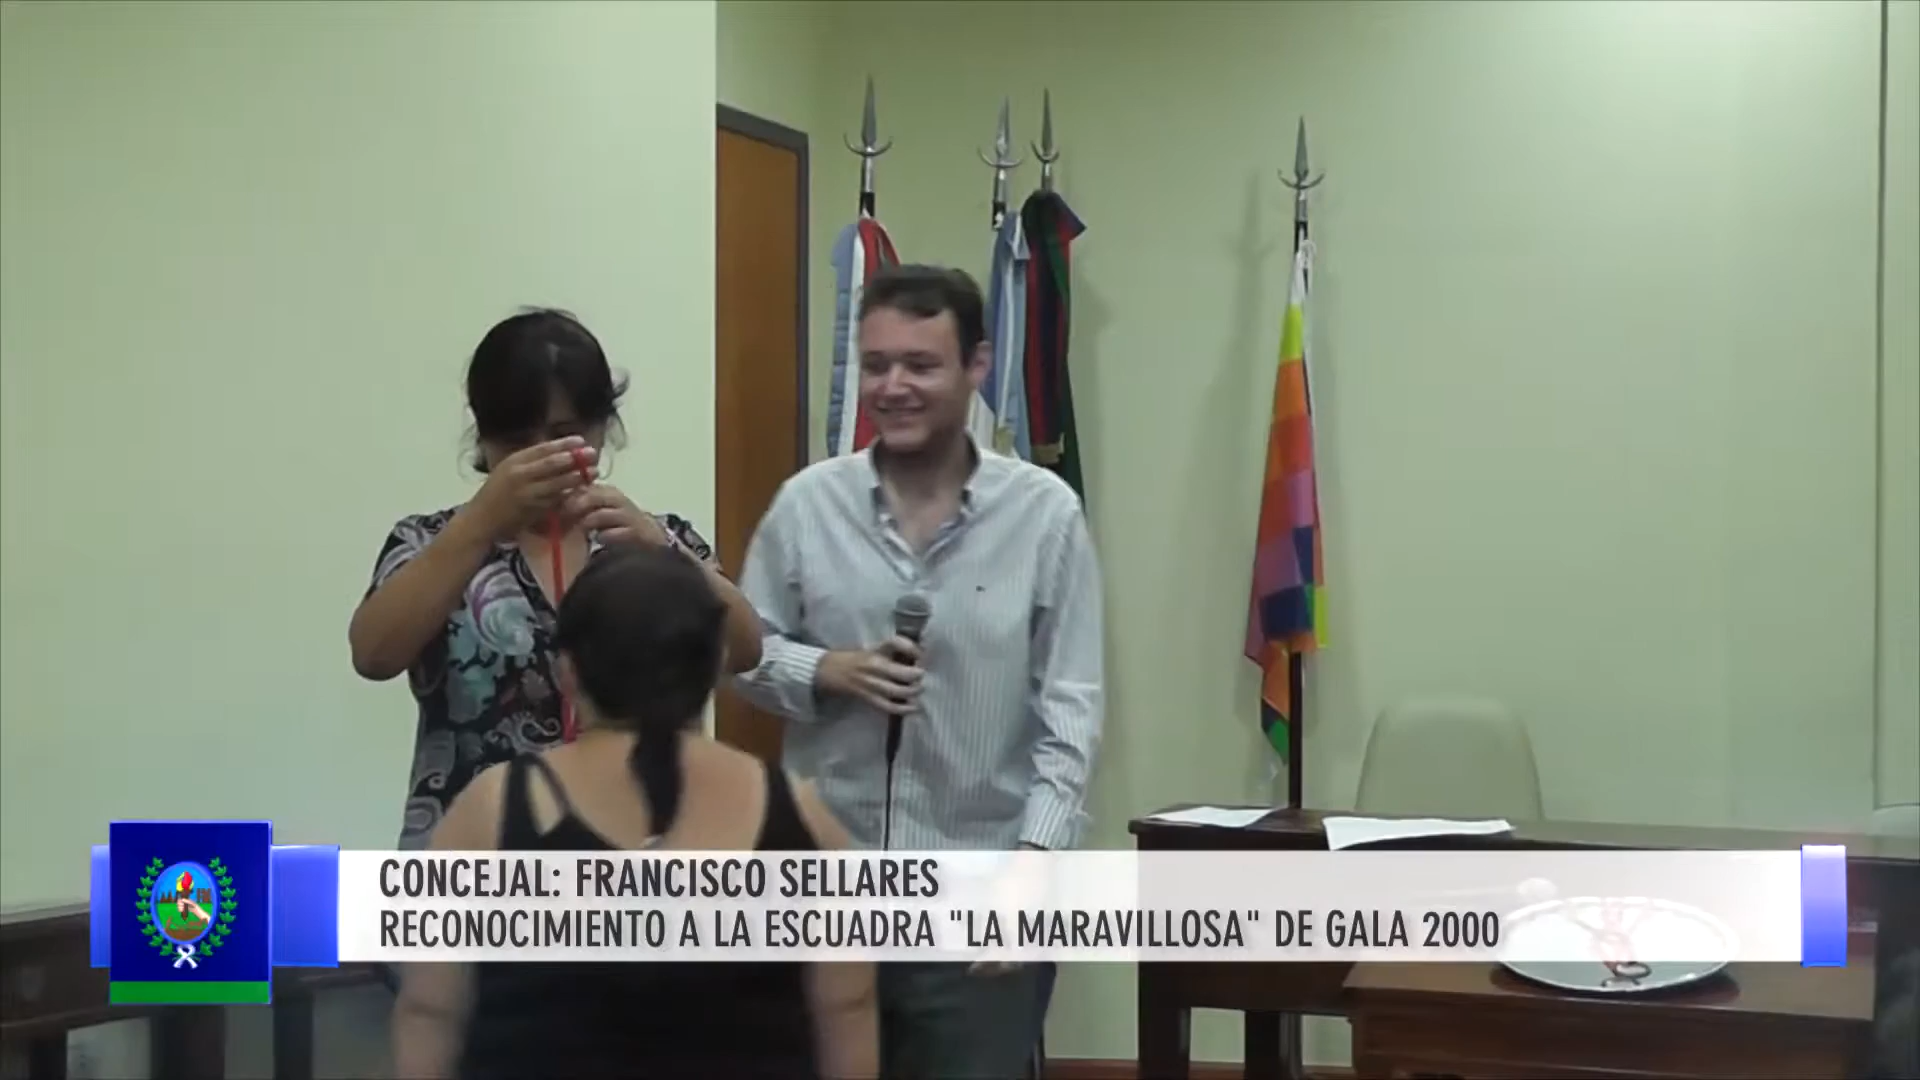 CONCEJAL: FRANCISCO SELLARES
RECONOCIMIENTO A LA ESCUADRA "LA MARAVILLOSA" DE GALA 2000